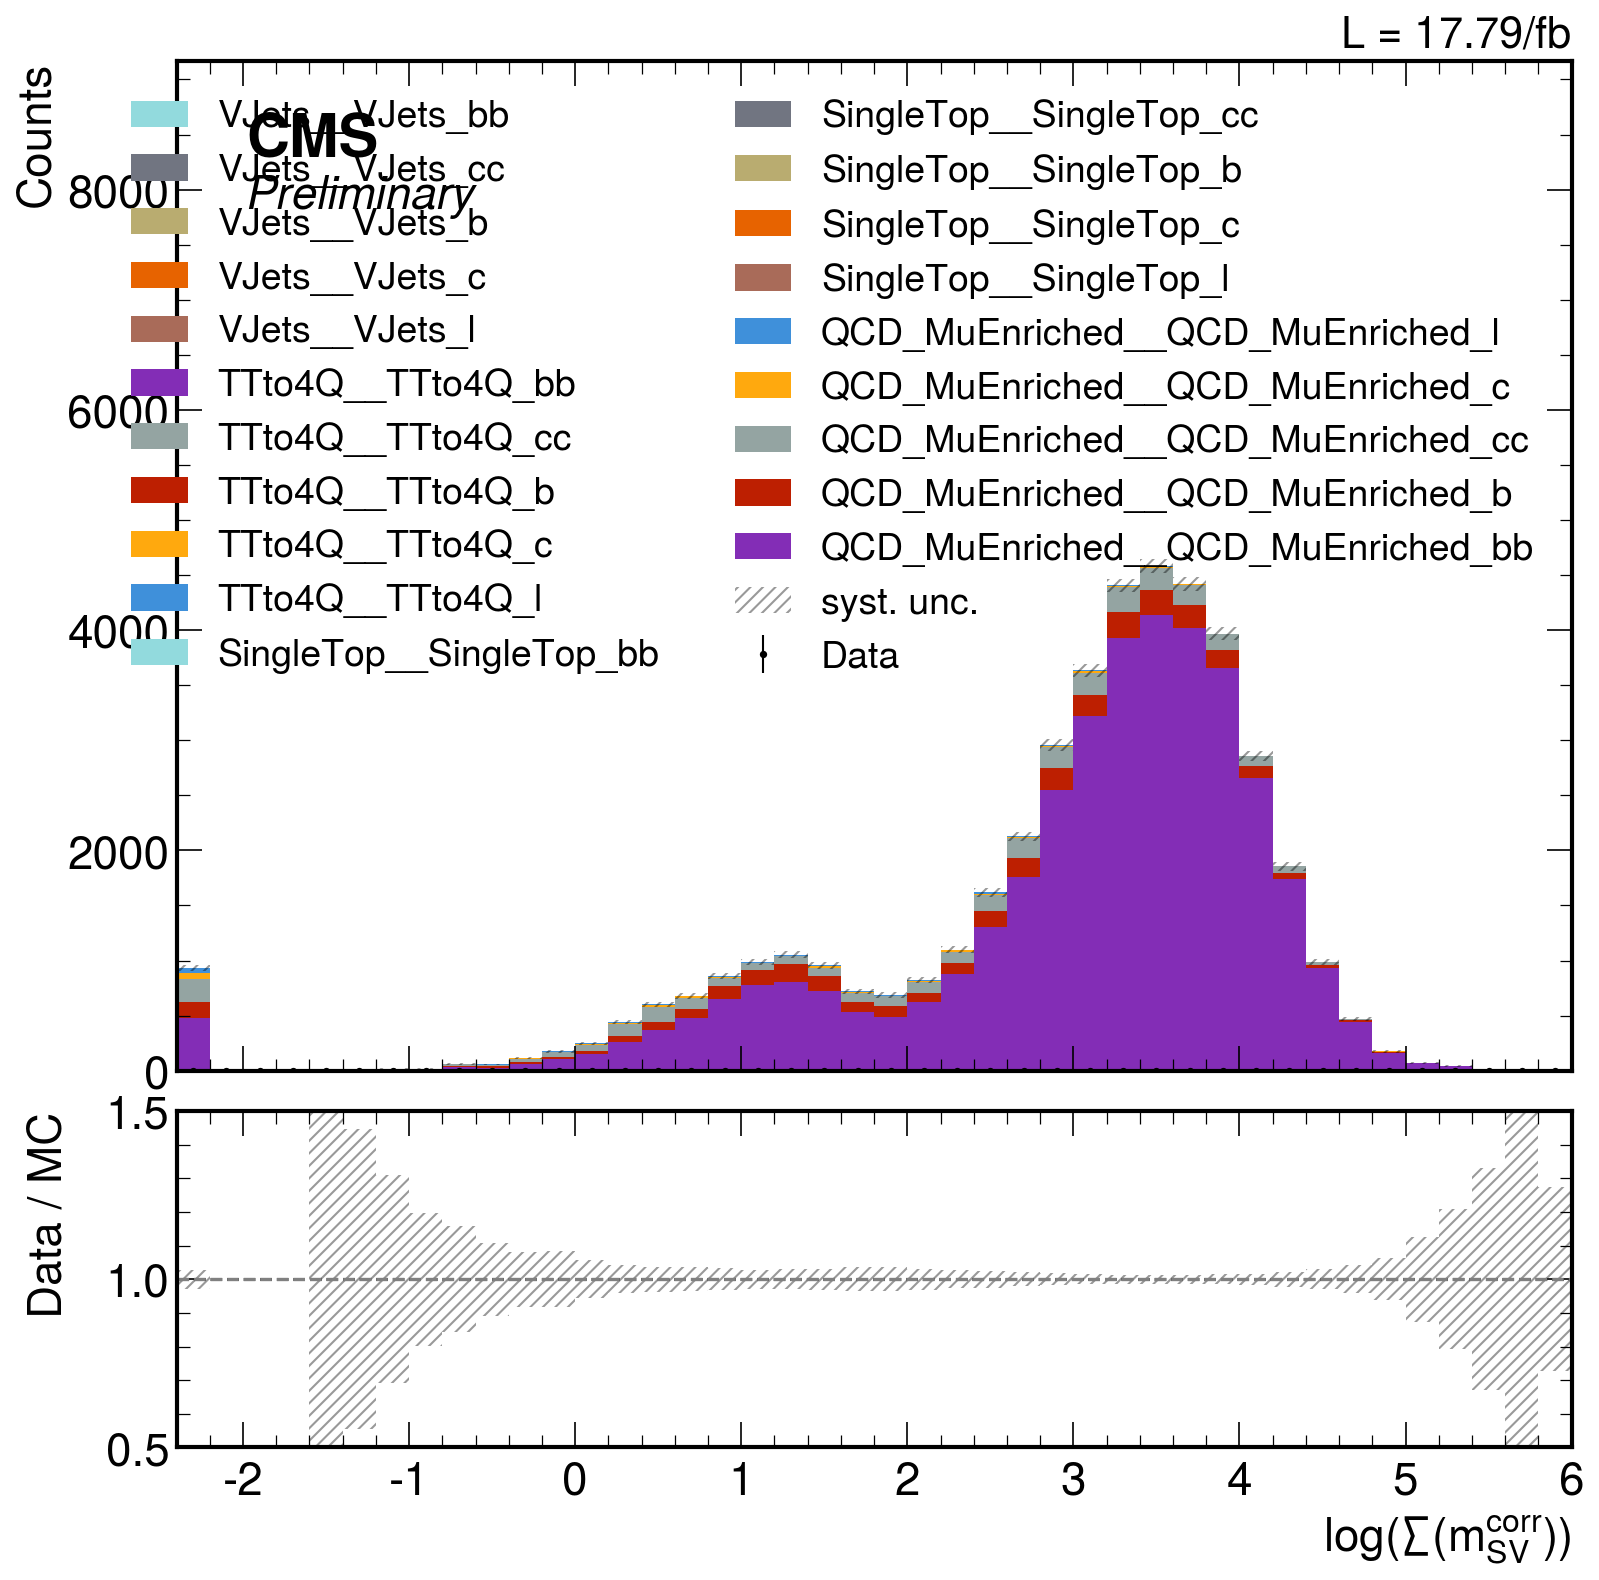 L = 17.79/fb
Counts
CMS
Preliminary
VJets__VJets_bb
VJets__VJets_cc
VJets__VJets_b
VJets__VJets_c
VJets__VJets_l
TTto4Q__TTto4Q_bb
TTto4Q__TTto4Q_cc
TTto4Q__TTto4Q_b
TTto4Q__TTto4Q_c
TTto4Q__TTto4Q_l
SingleTop__SingleTop_bb
SingleTop__SingleTop_cc
SingleTop__SingleTop_b
SingleTop__SingleTop_c
SingleTop__SingleTop_l
QCD_MuEnriched__QCD_MuEnriched_l
QCD_MuEnriched__QCD_MuEnriched_c
QCD_MuEnriched__QCD_MuEnriched_cc
QCD_MuEnriched__QCD_MuEnriched_b
QCD_MuEnriched__QCD_MuEnriched_bb
syst. unc.
Data
8000
6000
4000
2000
0
Data / MC
1.5
1.0
0.5
-2 -1 0 1 2 3 4 5 6
log(∑(m_SV^corr))